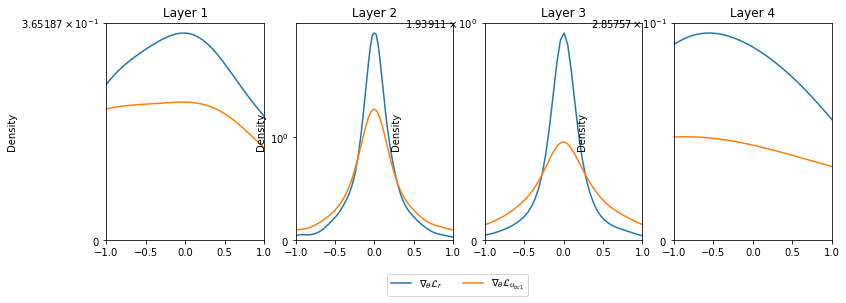 Layer 1 Layer 2 Layer 3 Layer 4
3.65187 × 10⁻¹ 1.93911 × 10⁰ 2.85757 × 10⁻¹
Density Density Density
10⁰
0 0 0 0
−1.0 −0.5 0.0 0.5 1.0 −1.0 −0.5 0.0 0.5 1.0 −1.0 −0.5 0.0 0.5 1.0 −1.0 −0.5 0.0 0.5 1.0
∇θℒr ∇θℒu_bc1